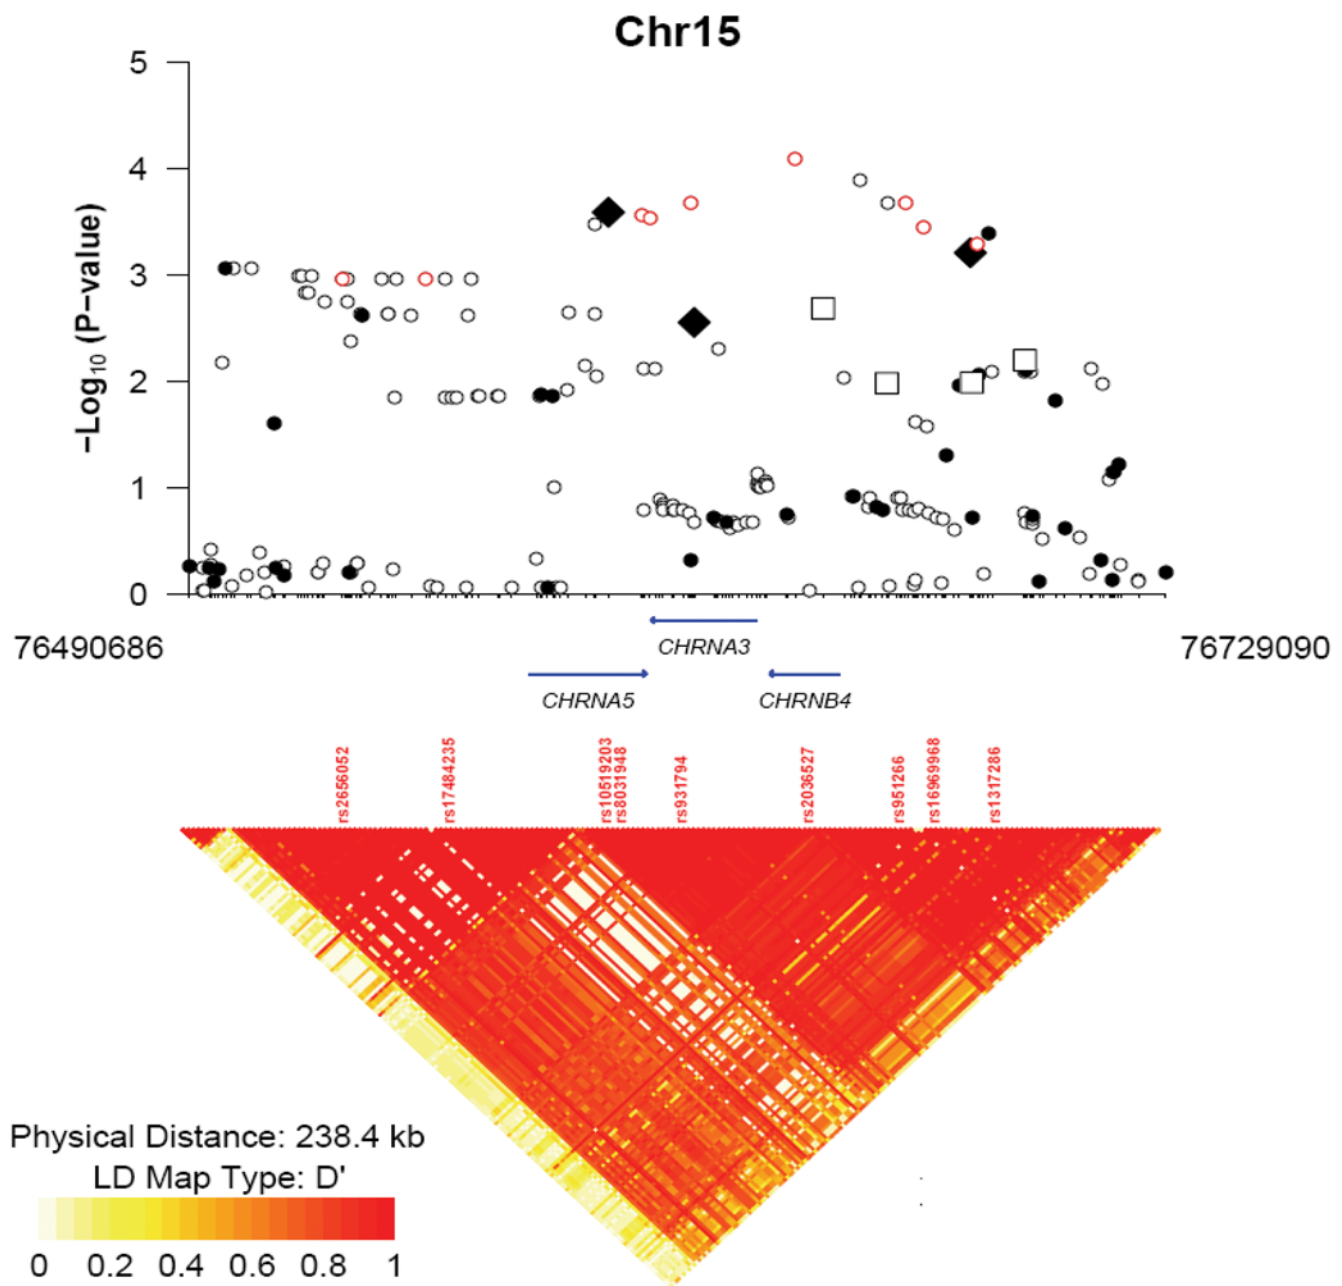 Chr15
5
4
3
2
1
0
−Log10 (P−value)
76490686
76729090
CHRNA3
CHRNA5
CHRNB4
rs2656052
rs17484235
rs10519203
rs8031948
rs931794
rs2036527
rs951266
rs16969968
rs1317286
Physical Distance: 238.4 kb
LD Map Type: D'
0 0.2 0.4 0.6 0.8 1